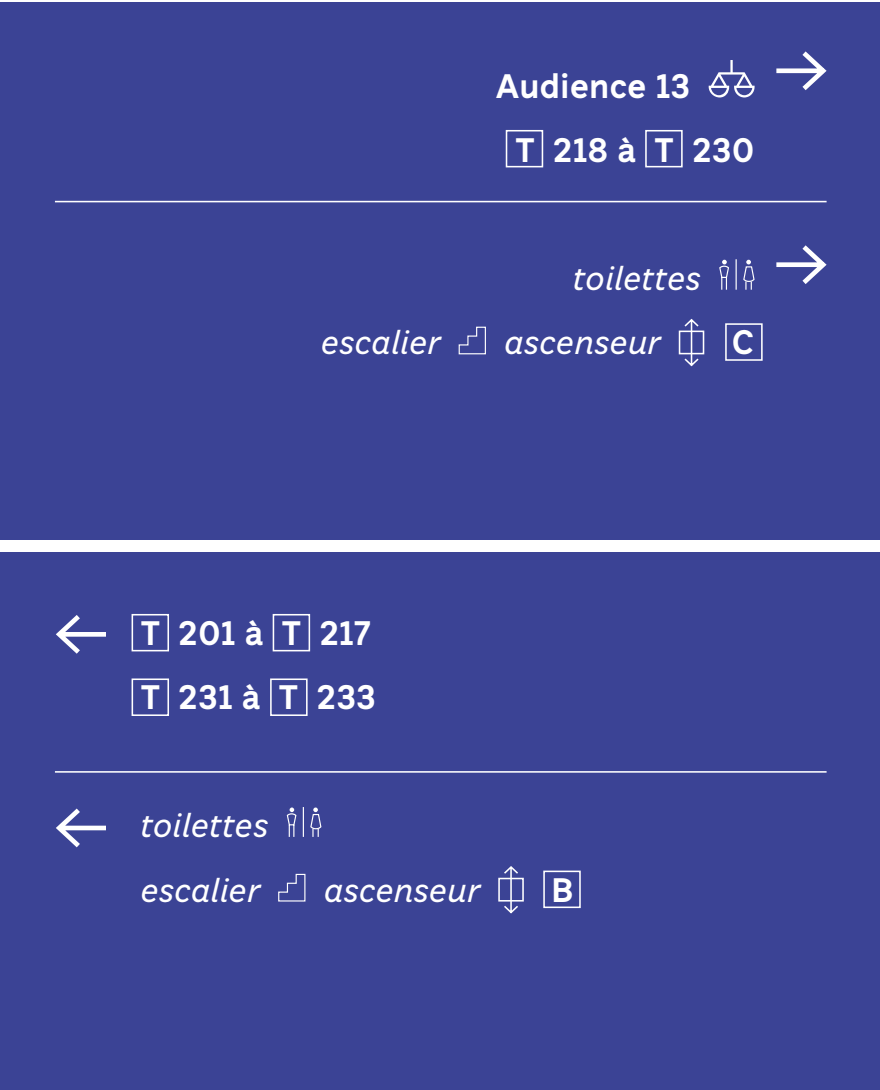 Audience 13
T 218 à T 230
toilettes
escalier ascenseur C
T 201 à T 217
T 231 à T 233
toilettes
escalier ascenseur B